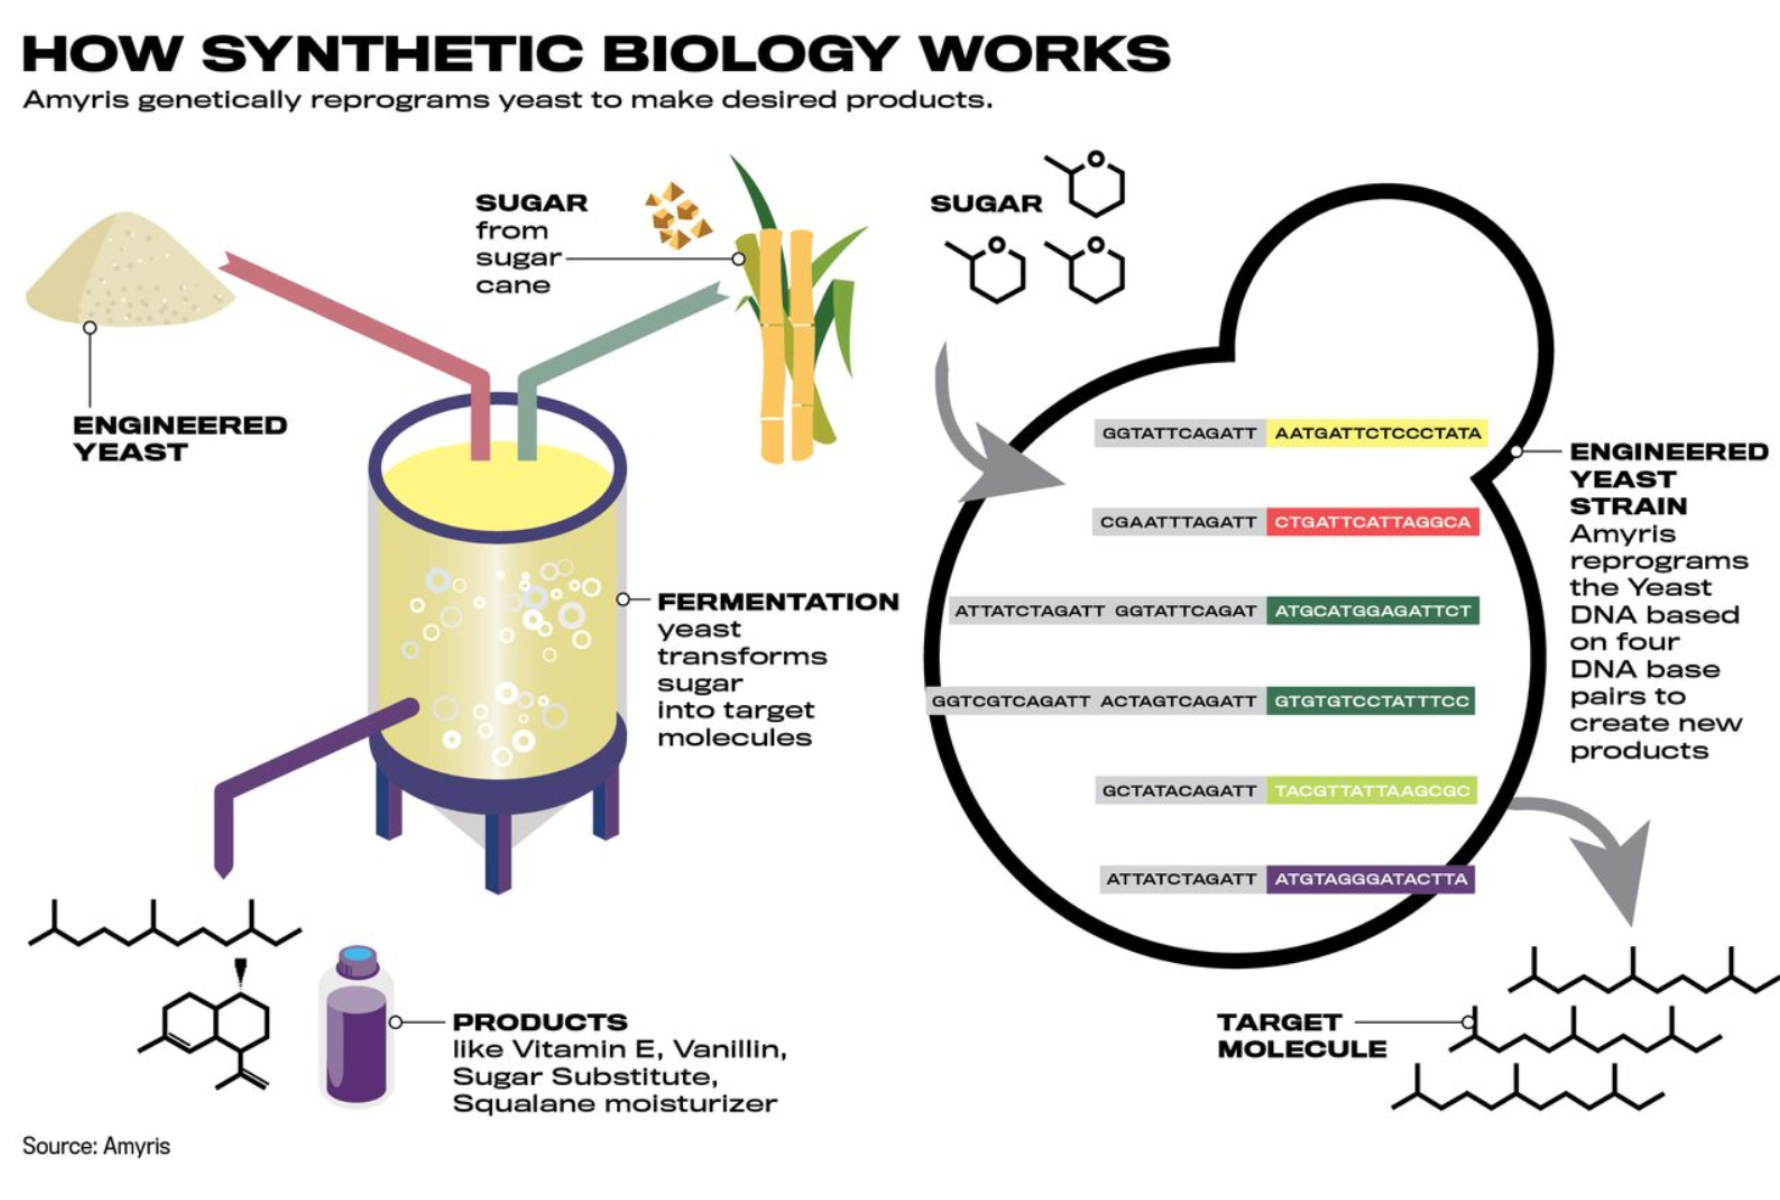 HOW SYNTHETIC BIOLOGY WORKS
Amyris genetically reprograms yeast to make desired products.
ENGINEERED
YEAST
SUGAR
from
sugar
cane
FERMENTATION
yeast
transforms
sugar
into target
molecules
PRODUCTS
like Vitamin E, Vanillin,
Sugar Substitute,
Squalane moisturizer
SUGAR
O
O
O
GGTATTCAGATT AATGATTCTCCCTATA
CGAATTTAGATT CTGATTCATTAGGCA
ATTATCTAGATT GGTATTCAGAT ATGCATGGAGATTCT
GGTCGTCAGATT ACTAGTCAGATT GTGTGTCCTATTTCC
GCTATACAGATT TACGTTATTAAGCGC
ATTATCTAGATT ATGTAGGGATACTTA
ENGINEERED
YEAST
STRAIN
Amyris
reprograms
the Yeast
DNA based
on four
DNA base
pairs to
create new
products
TARGET
MOLECULE
Source: Amyris